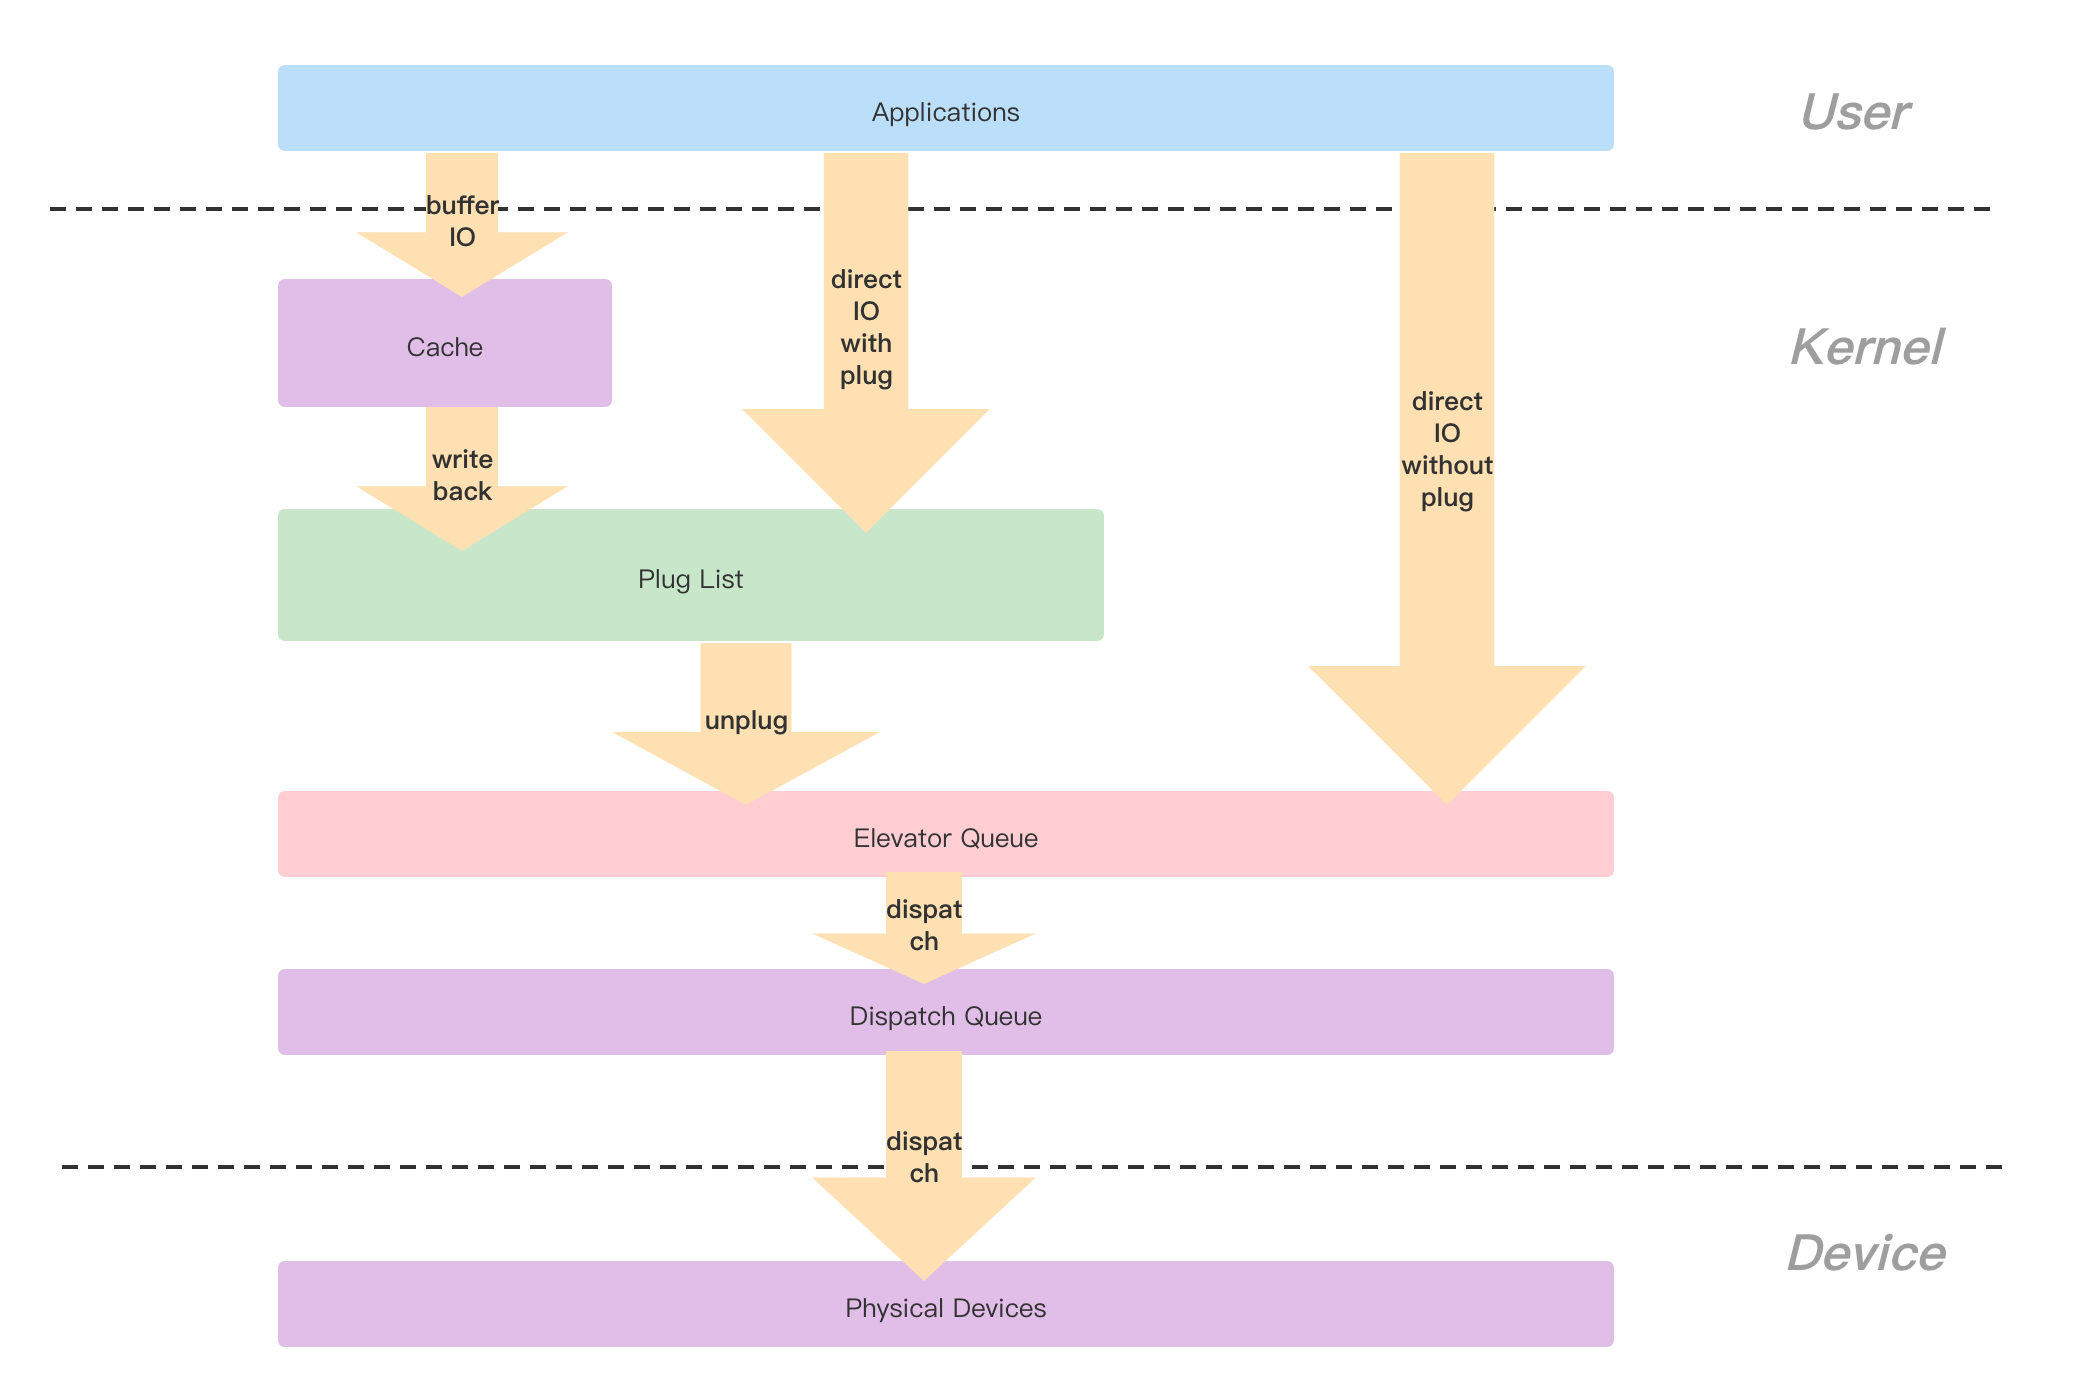 Applications
User
buffer
IO
direct
IO
with
plug
Cache
Kernel
direct
IO
without
plug
write
back
Plug List
unplug
Elevator Queue
dispat
ch
Dispatch Queue
dispat
ch
Device
Physical Devices